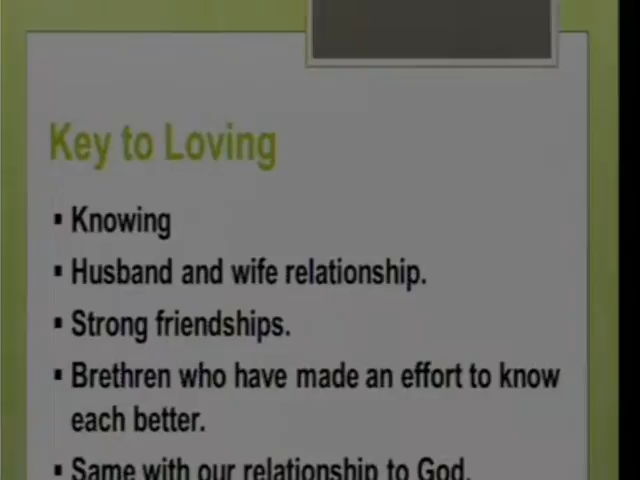 Key to Loving
▪ Knowing
▪ Husband and wife relationship.
▪ Strong friendships.
▪ Brethren who have made an effort to know
each better.
▪ Same with our relationship to God.